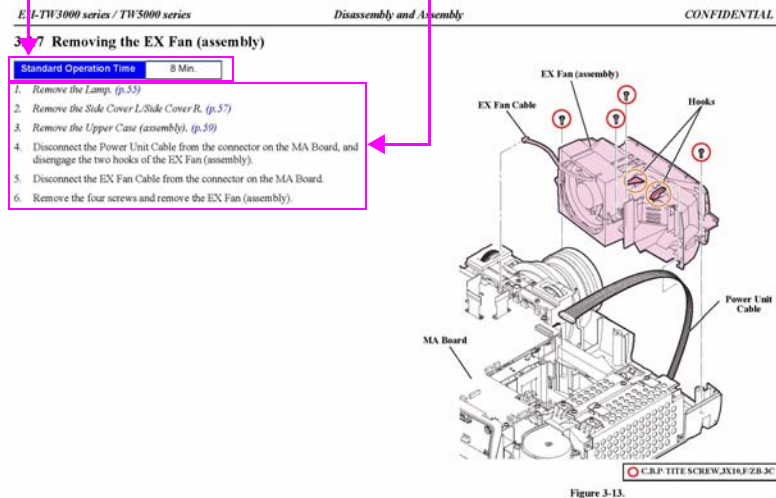 EH-TW3000 series / TW5000 series
Disassembly and Assembly
CONFIDENTIAL
7 Removing the EX Fan (assembly)
Standard Operation Time
8 Min.
1. Remove the Lamp. (p.55)
2. Remove the Side Cover L/Side Cover R. (p.57)
3. Remove the Upper Case (assembly). (p.59)
4. Disconnect the Power Unit Cable from the connector on the MA Board, and
disengage the two hooks of the EX Fan (assembly).
5. Disconnect the EX Fan Cable from the connector on the MA Board.
6. Remove the four screws and remove the EX Fan (assembly).
EX Fan (assembly)
EX Fan Cable
Hooks
Power Unit
Cable
MA Board
C.B.P-TITE SCREW,3X10,F/ZB-3C
Figure 3-13.